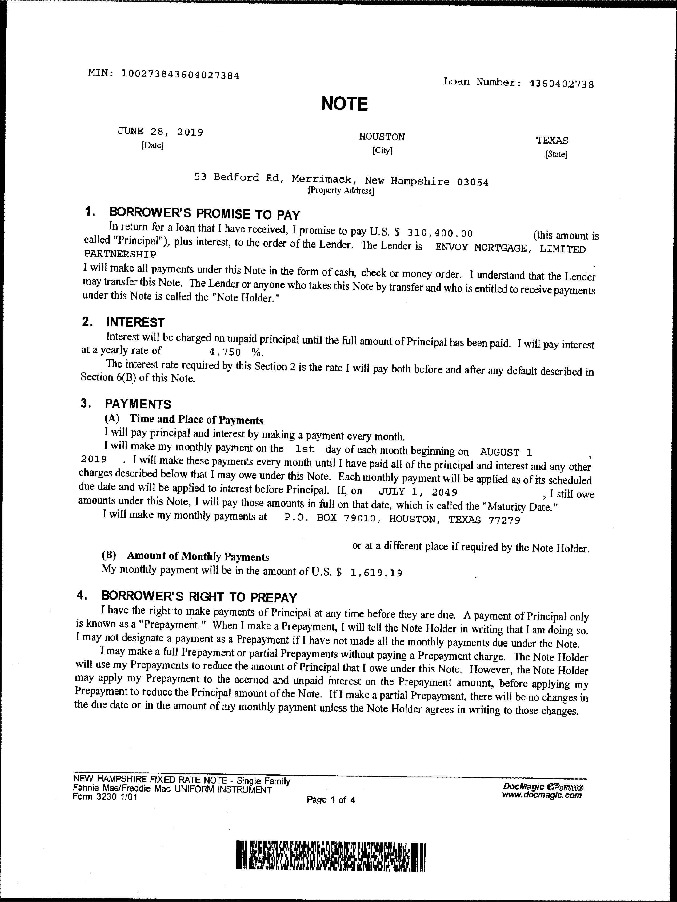 MIN: 100273843604027384
Loan Number: 4360402738
NOTE
JUNE 28, 2019 HOUSTON TEXAS
[Date] [City] [State]
53 Bedford Rd, Merrimack, New Hampshire 03054
[Property Address]
1. BORROWER'S PROMISE TO PAY
In return for a loan that I have received, I promise to pay U.S. $ 310,400.00 (this amount is
called "Principal"), plus interest, to the order of the Lender. The Lender is ENVOY MORTGAGE, LIMITED
PARTNERSHIP .
I will make all payments under this Note in the form of cash, check or money order. I understand that the Lender
may transfer this Note. The Lender or anyone who takes this Note by transfer and who is entitled to receive payments
under this Note is called the "Note Holder."
2. INTEREST
Interest will be charged on unpaid principal until the full amount of Principal has been paid. I will pay interest
at a yearly rate of 4.750 %.
The interest rate required by this Section 2 is the rate I will pay both before and after any default described in
Section 6(B) of this Note.
3. PAYMENTS
(A) Time and Place of Payments
I will pay principal and interest by making a payment every month.
I will make my monthly payment on the 1st day of each month beginning on AUGUST 1 ,
2019 . I will make these payments every month until I have paid all of the principal and interest and any other
charges described below that I may owe under this Note. Each monthly payment will be applied as of its scheduled
due date and will be applied to interest before Principal. If, on JULY 1, 2049 , I still owe
amounts under this Note, I will pay those amounts in full on that date, which is called the "Maturity Date."
I will make my monthly payments at P.O. BOX 79010, HOUSTON, TEXAS 77279
or at a different place if required by the Note Holder.
(B) Amount of Monthly Payments
My monthly payment will be in the amount of U.S. $ 1,619.19 .
4. BORROWER'S RIGHT TO PREPAY
I have the right to make payments of Principal at any time before they are due. A payment of Principal only
is known as a "Prepayment." When I make a Prepayment, I will tell the Note Holder in writing that I am doing so.
I may not designate a payment as a Prepayment if I have not made all the monthly payments due under the Note.
I may make a full Prepayment or partial Prepayments without paying a Prepayment charge. The Note Holder
will use my Prepayments to reduce the amount of Principal that I owe under this Note. However, the Note Holder
may apply my Prepayment to the accrued and unpaid interest on the Prepayment amount, before applying my
Prepayment to reduce the Principal amount of the Note. If I make a partial Prepayment, there will be no changes in
the due date or in the amount of my monthly payment unless the Note Holder agrees in writing to those changes.
NEW HAMPSHIRE FIXED RATE NOTE - Single Family
Fannie Mae/Freddie Mac UNIFORM INSTRUMENT
Form 3230 1/01
Page 1 of 4
DocMagic
www.docmagic.com